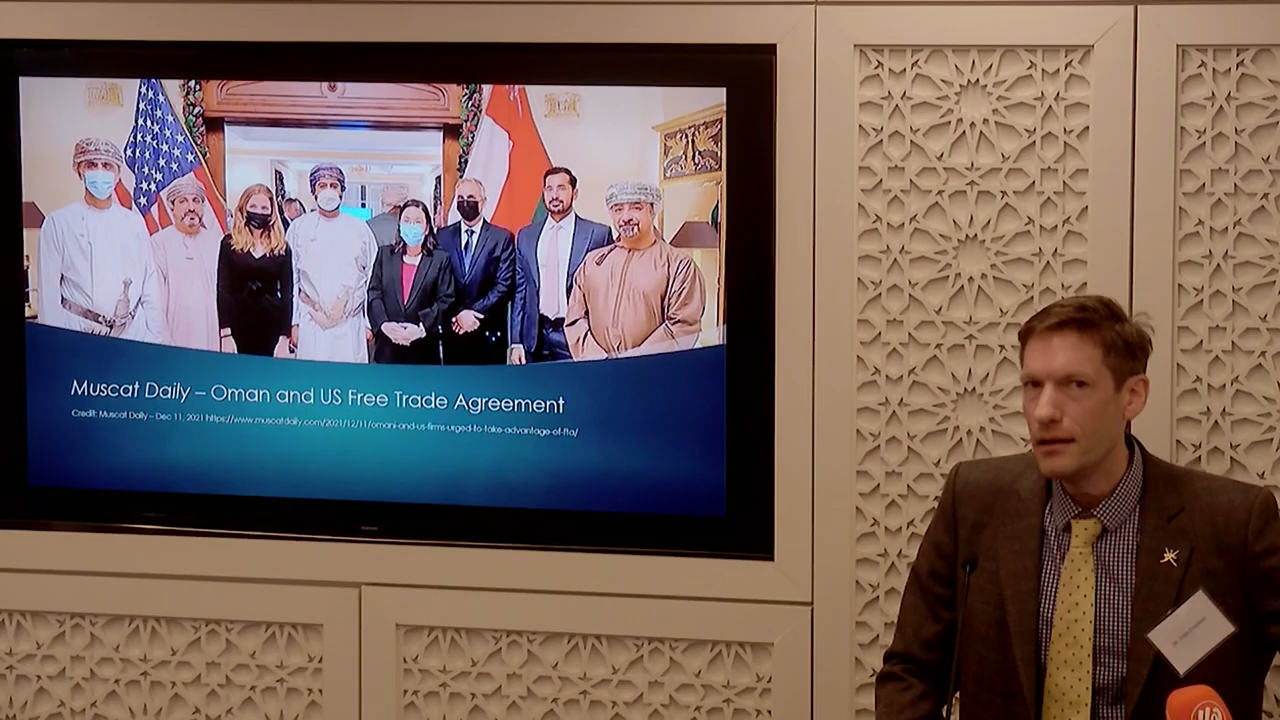 Muscat Daily – Oman and US Free Trade Agreement
Credit: Muscat Daily – Dec 11, 2021 https://www.muscatdaily.com/2021/12/11/omani-and-us-firms-urged-to-take-advantage-of-fta/